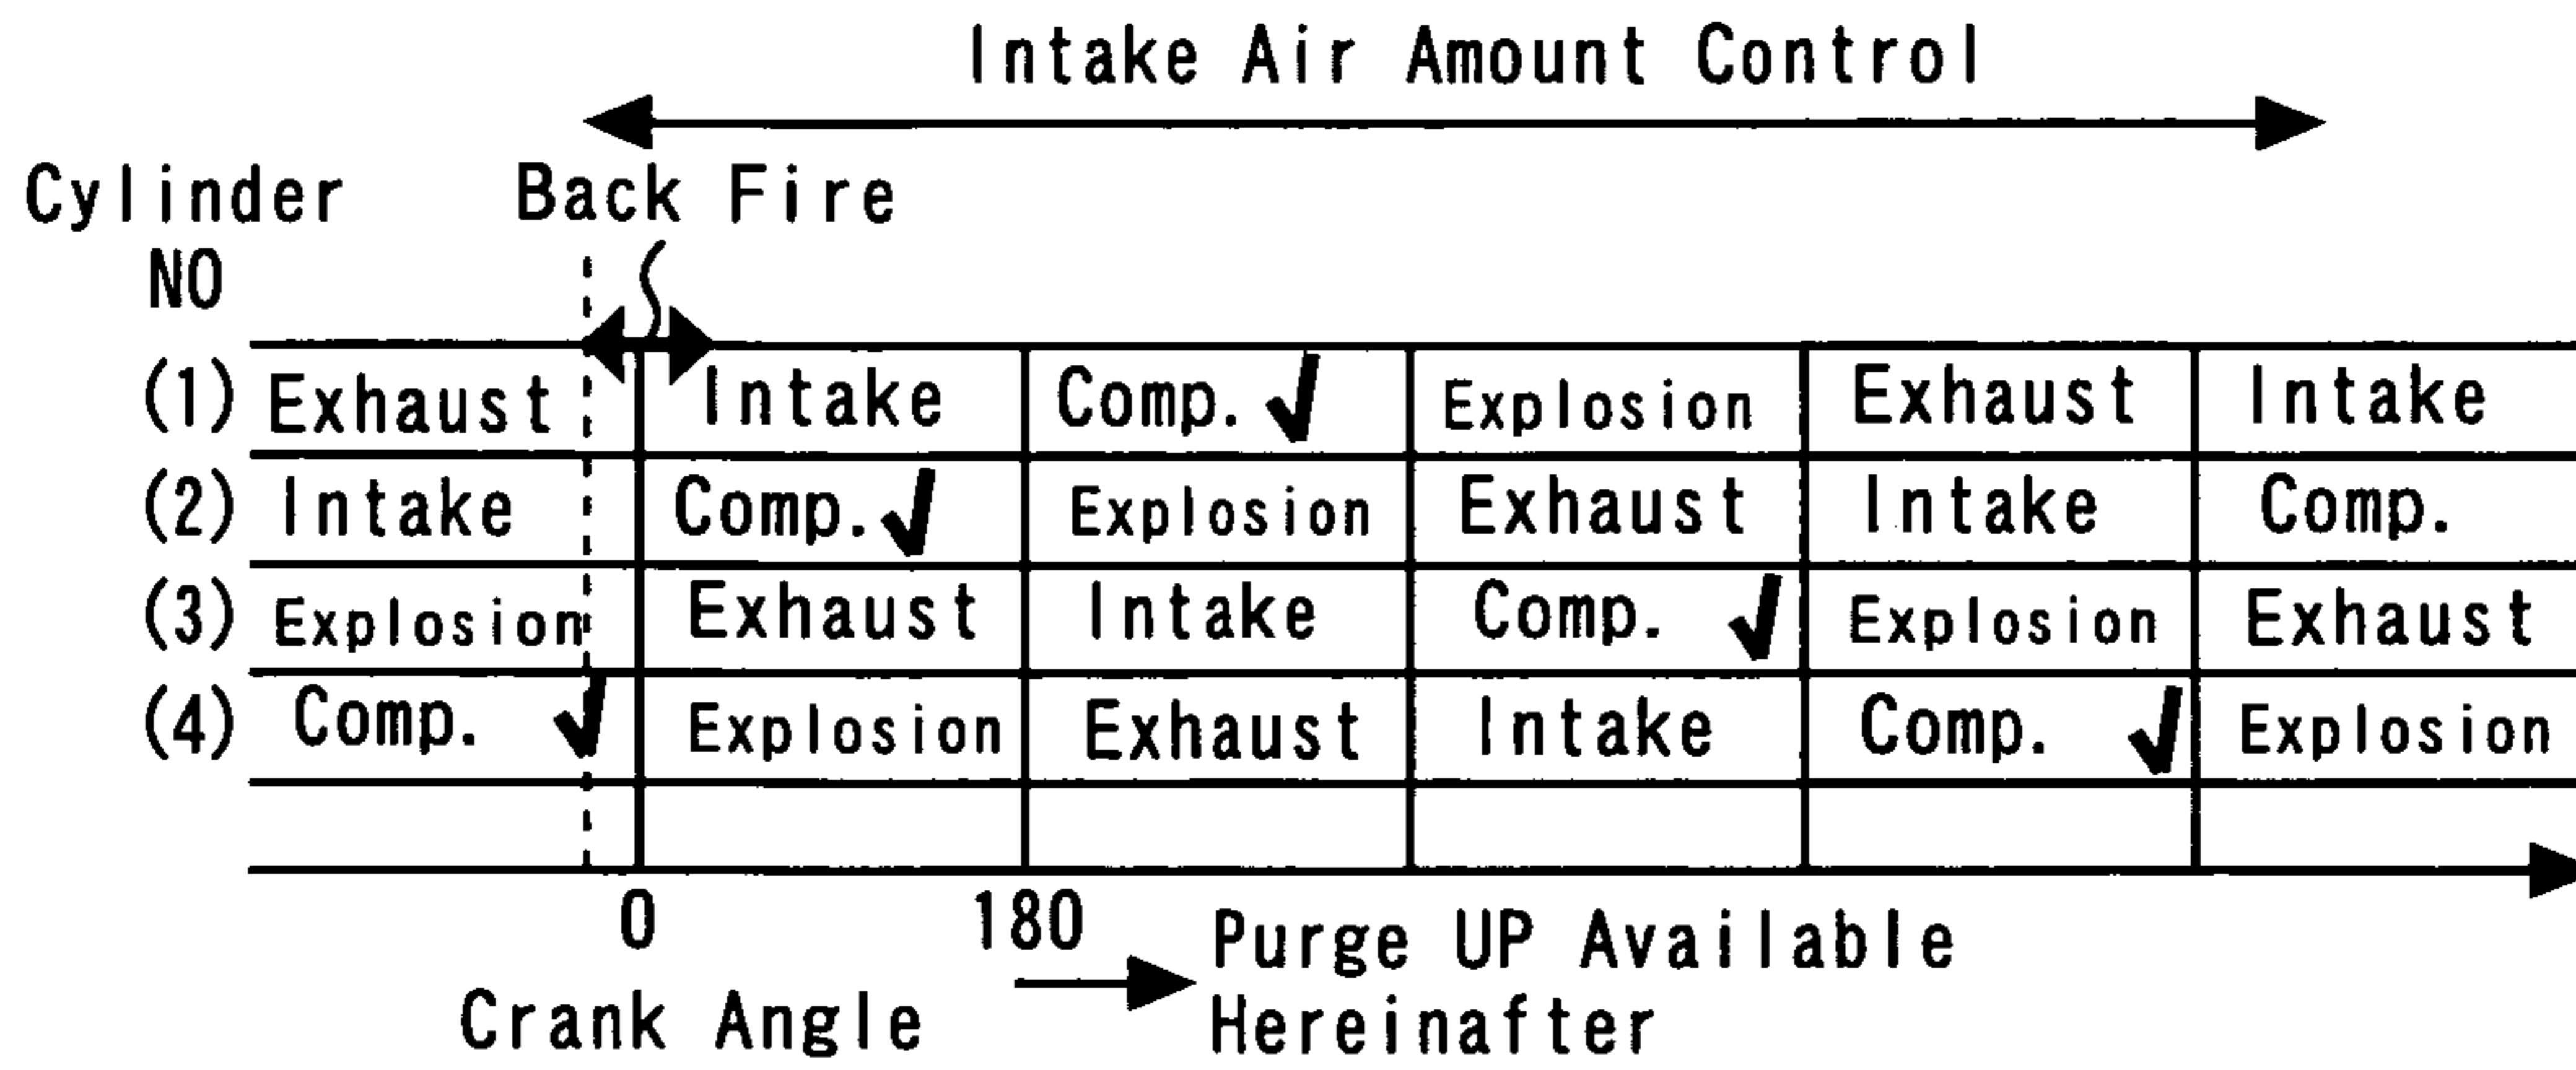 Intake Air Amount Control
Cylinder NO
Back Fire
(1) Exhaust Intake Comp. Explosion Exhaust Intake
(2) Intake Comp. Explosion Exhaust Intake Comp.
(3) Explosion Exhaust Intake Comp. Explosion Exhaust
(4) Comp. Explosion Exhaust Intake Comp. Explosion
0 180
Crank Angle
Purge UP Available
Hereinafter